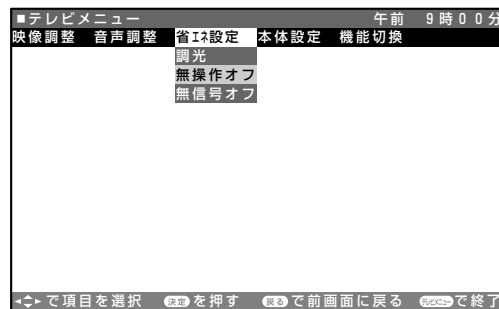 ■テレビメニュー 午前 9時00分
映像調整 音声調整 省エネ設定 本体設定 機能切換
調光
無操作オフ
無信号オフ
で項目を選択 決定を押す 戻るで前画面に戻る テレビメニューで終了